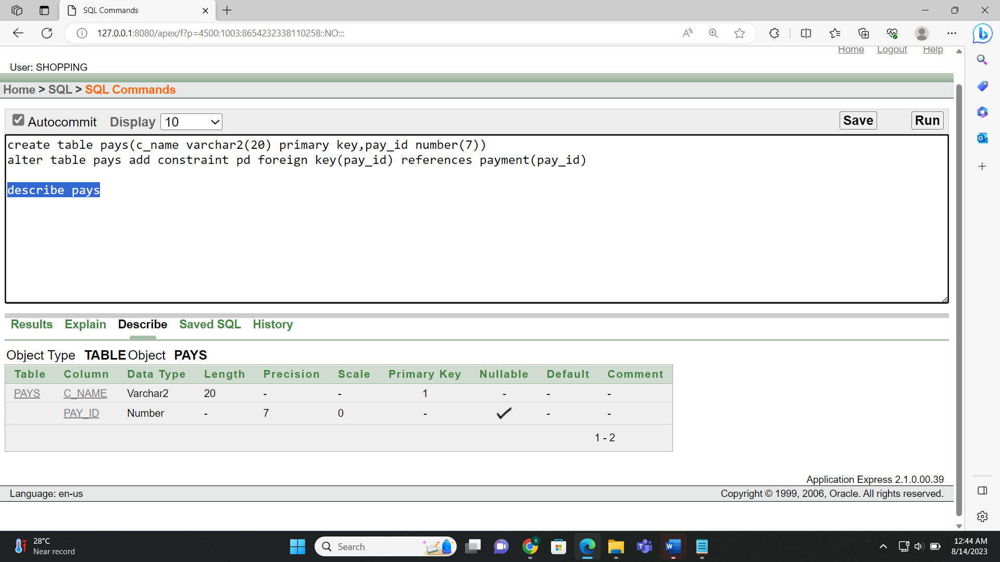 SQL Commands
127.0.0.1:8080/apex/f?p=4500:1003:8654232338110258::NO:::
Home Logout Help
User: SHOPPING
Home > SQL > SQL Commands
Autocommit Display 10 Save Run
create table pays(c_name varchar2(20) primary key,pay_id number(7))
alter table pays add constraint pd foreign key(pay_id) references payment(pay_id)
describe pays
Results Explain Describe Saved SQL History
Object Type TABLE Object PAYS
Table Column Data Type Length Precision Scale Primary Key Nullable Default Comment
PAYS C_NAME Varchar2 20 - - 1 - - -
PAY_ID Number - 7 0 - - -
1 - 2
Application Express 2.1.0.00.39
Language: en-us Copyright © 1999, 2006, Oracle. All rights reserved.
28°C
Near record
Search
12:44 AM
8/14/2023